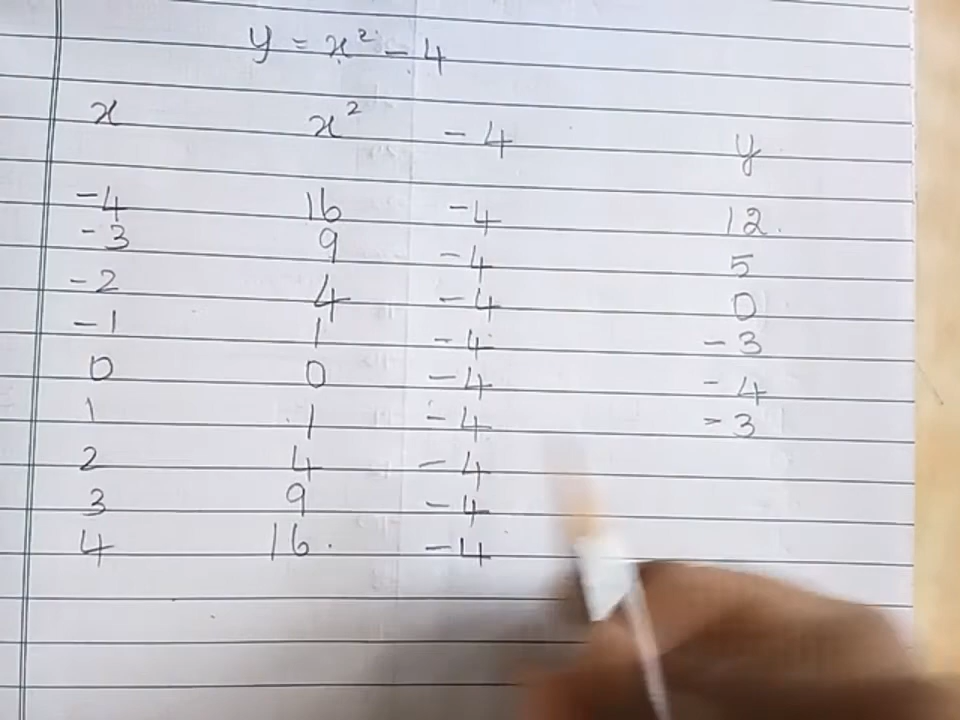 y = x² - 4
x x² - 4 y
-4 16 -4 12
-3 9 -4 5
-2 4 -4 0
-1 1 -4 -3
0 0 -4 -4
1 1 -4 -3
2 4 -4
3 9 -4
4 16 -4